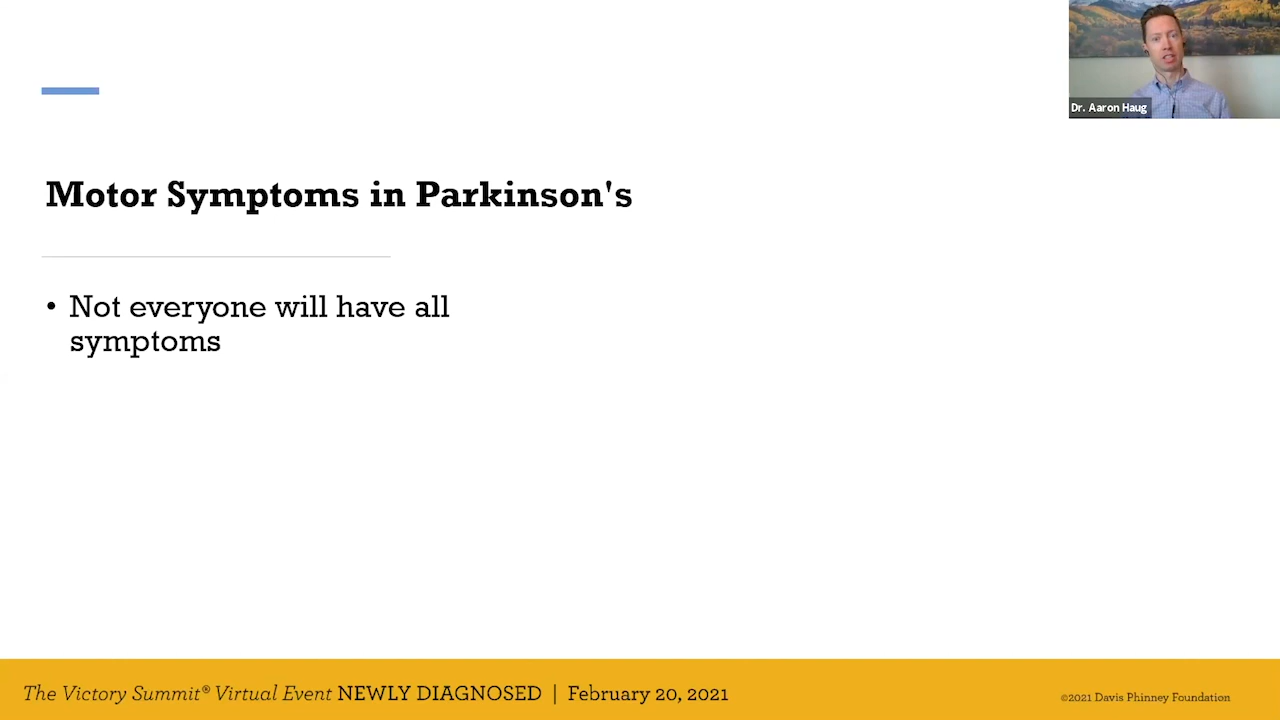 Dr. Aaron Haug
Motor Symptoms in Parkinson's
• Not everyone will have all
symptoms
The Victory Summit® Virtual Event NEWLY DIAGNOSED | February 20, 2021
©2021 Davis Phinney Foundation